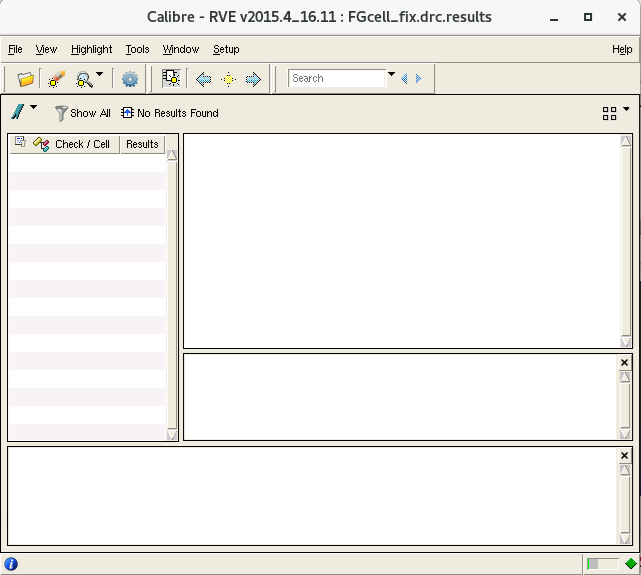 Calibre - RVE v2015.4_16.11 : FGcell_fix.drc.results
File View Highlight Tools Window Setup Help
Search
Show All No Results Found
Check / Cell Results